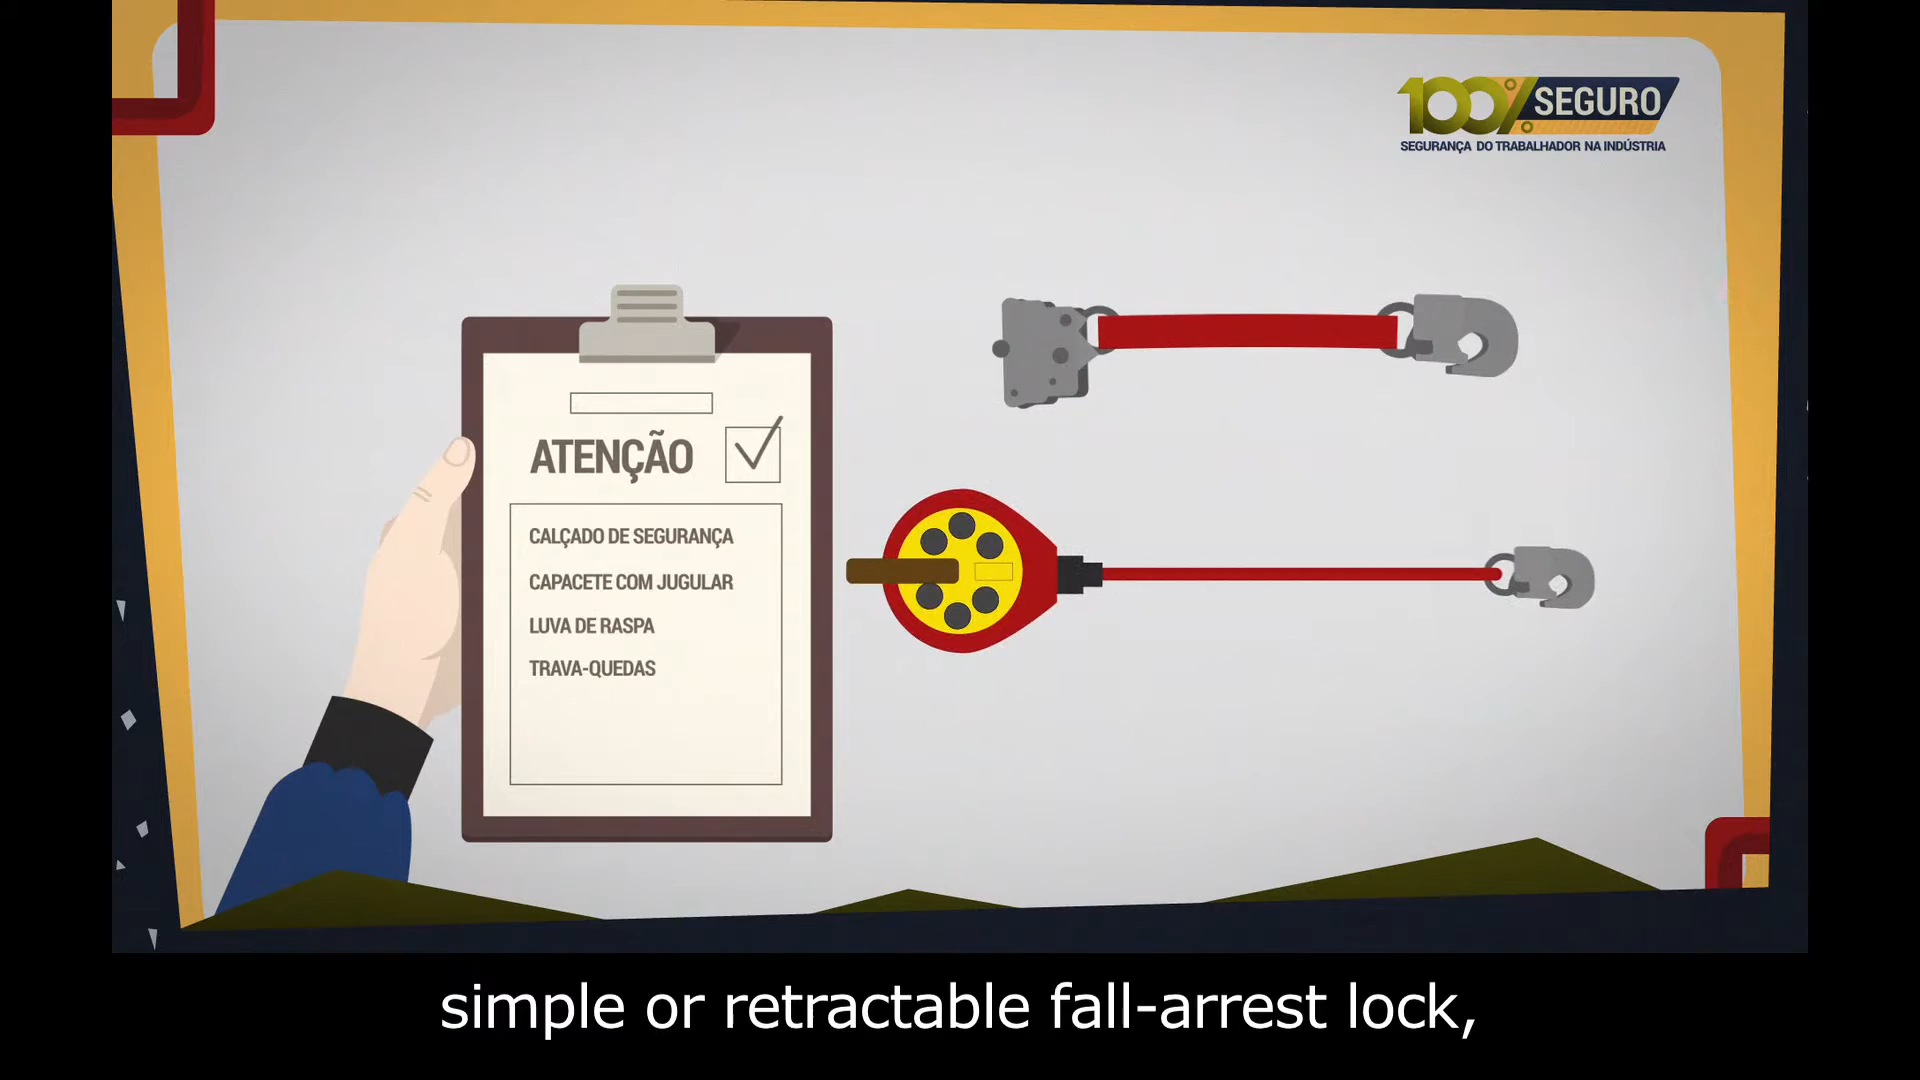 100% SEGURO
SEGURANÇA DO TRABALHADOR NA INDÚSTRIA
ATENÇÃO
CALÇADO DE SEGURANÇA
CAPACETE COM JUGULAR
LUVA DE RASPA
TRAVA-QUEDAS
simple or retractable fall-arrest lock,